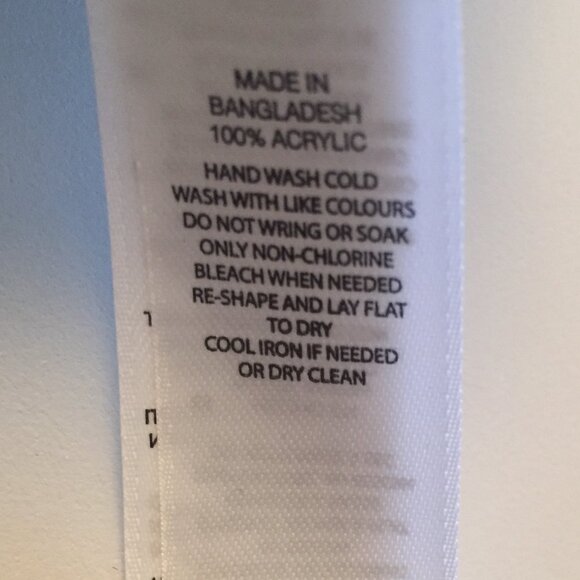 MADE IN
BANGLADESH
100% ACRYLIC
HAND WASH COLD
WASH WITH LIKE COLOURS
DO NOT WRING OR SOAK
ONLY NON-CHLORINE
BLEACH WHEN NEEDED
RE-SHAPE AND LAY FLAT
TO DRY
COOL IRON IF NEEDED
OR DRY CLEAN